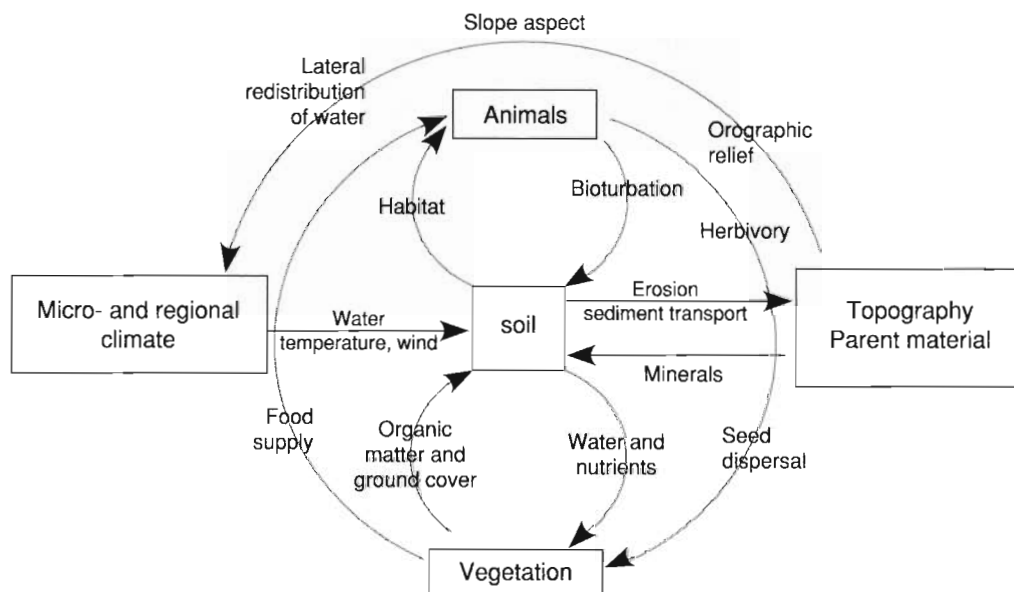 Slope aspect
Lateral
redistribution
of water
Animals
Orographic
relief
Habitat
Bioturbation
Herbivory
Micro- and regional
climate
Water
temperature, wind
soil
Erosion
sediment transport
Minerals
Topography
Parent material
Food
supply
Organic
matter and
ground cover
Water and
nutrients
Seed
dispersal
Vegetation